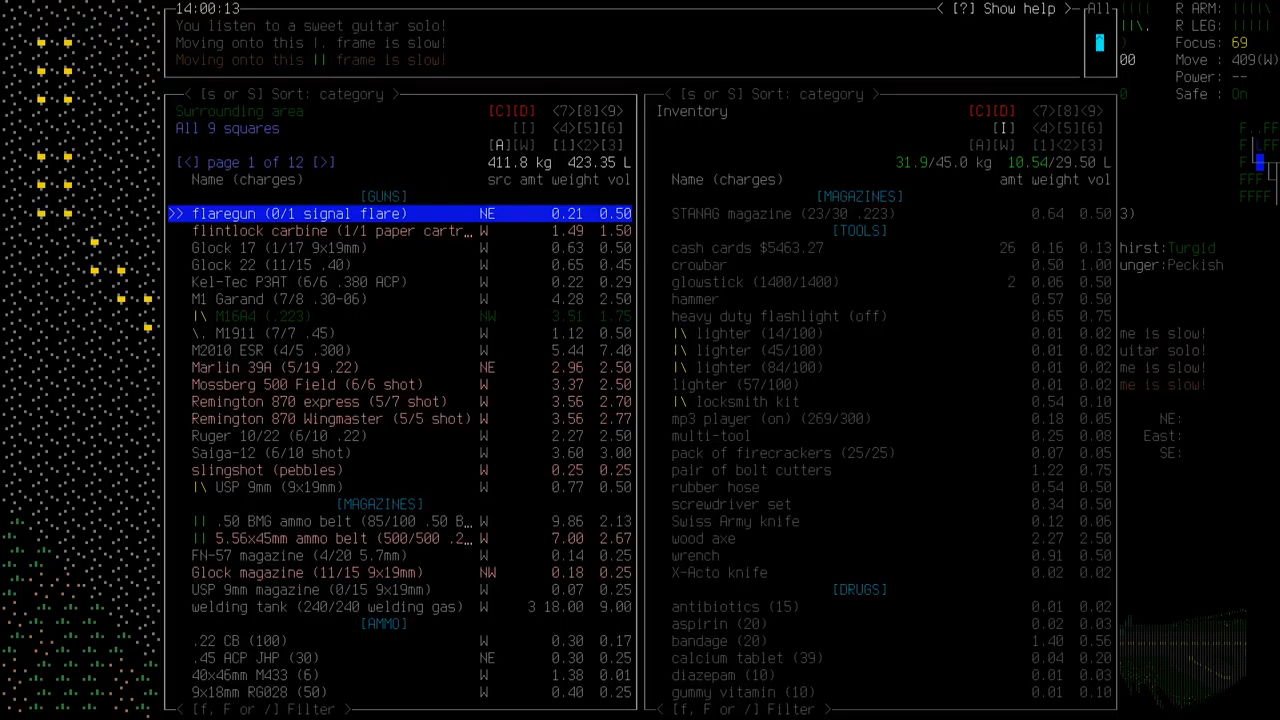 14:00:13 < [?] Show help > All R ARM:
You listen to a sweet guitar solo! R LEG:
Moving onto this |. frame is slow! Focus: 69
Moving onto this || frame is slow! 00 Move : 409(W)
Power: --
Safe : On
< [s or S] Sort: category >
Surrounding area [C][D] <7>[8]<9>
All 9 squares [I] <4>[5][6]
[A][W] [1]<2>[3]
[<] page 1 of 12 [>] 411.8 kg 423.35 L
Name (charges) src amt weight vol
[GUNS]
>> flaregun (0/1 signal flare) NE 0.21 0.50
flintlock carbine (1/1 paper cartr… W 1.49 1.50
Glock 17 (1/17 9x19mm) W 0.63 0.50
Glock 22 (11/15 .40) W 0.65 0.45
Kel-Tec P3AT (6/6 .380 ACP) W 0.22 0.29
M1 Garand (7/8 .30-06) W 4.28 2.50
|\ M16A4 (.223) NW 3.51 1.75
\. M1911 (7/7 .45) W 1.12 0.50
M2010 ESR (4/5 .300) W 5.44 7.40
Marlin 39A (5/19 .22) NE 2.96 2.50
Mossberg 500 Field (6/6 shot) W 3.37 2.50
Remington 870 express (5/7 shot) W 3.56 2.70
Remington 870 Wingmaster (5/5 shot) W 3.56 2.77
Ruger 10/22 (6/10 .22) W 2.27 2.50
Saiga-12 (6/10 shot) W 3.60 3.00
slingshot (pebbles) W 0.25 0.25
|\ USP 9mm (9x19mm) W 0.77 0.50
[MAGAZINES]
|| .50 BMG ammo belt (85/100 .50 B… W 9.86 2.13
|| 5.56x45mm ammo belt (500/500 .2… W 7.00 2.67
FN-57 magazine (4/20 5.7mm) W 0.14 0.25
Glock magazine (11/15 9x19mm) NW 0.18 0.25
USP 9mm magazine (0/15 9x19mm) W 0.07 0.25
welding tank (240/240 welding gas) W 3 18.00 9.00
[AMMO]
.22 CB (100) W 0.30 0.17
.45 ACP JHP (30) NE 0.30 0.25
40x46mm M433 (6) W 1.38 0.01
9x18mm RG028 (50) W 0.40 0.25
< [f, F or /] Filter >
< [s or S] Sort: category >
Inventory [C][D] <7>[8]<9>
[I] <4>[5][6]
[A][W] [1]<2>[3]
31.9/45.0 kg 10.54/29.50 L
Name (charges) amt weight vol
[MAGAZINES]
STANAG magazine (23/30 .223) 0.64 0.50
[TOOLS]
cash cards $5463.27 26 0.16 0.13
crowbar 0.50 1.00
glowstick (1400/1400) 2 0.06 0.50
hammer 0.57 0.50
heavy duty flashlight (off) 0.65 0.75
|\ lighter (14/100) 0.01 0.02
|\ lighter (45/100) 0.01 0.02
|\ lighter (84/100) 0.01 0.02
lighter (57/100) 0.01 0.02
|\ locksmith kit 0.54 0.10
mp3 player (on) (269/300) 0.18 0.05
multi-tool 0.25 0.08
pack of firecrackers (25/25) 0.07 0.05
pair of bolt cutters 1.22 0.75
rubber hose 0.54 0.50
screwdriver set 0.34 0.50
Swiss Army knife 0.12 0.06
wood axe 2.27 2.50
wrench 0.91 0.50
X-Acto knife 0.02 0.02
[DRUGS]
antibiotics (15) 0.01 0.02
aspirin (20) 0.01 0.02
bandage (20) 1.40 0.56
calcium tablet (39) 0.04 0.20
diazepam (10) 0.01 0.03
gummy vitamin (10) 0.01 0.10
< [f, F or /] Filter >
F...FF
F
F
FFF
FFFF
3)
hirst:Turgid
unger:Peckish
me is slow!
uitar solo!
me is slow!
me is slow!
NE:
East:
SE: